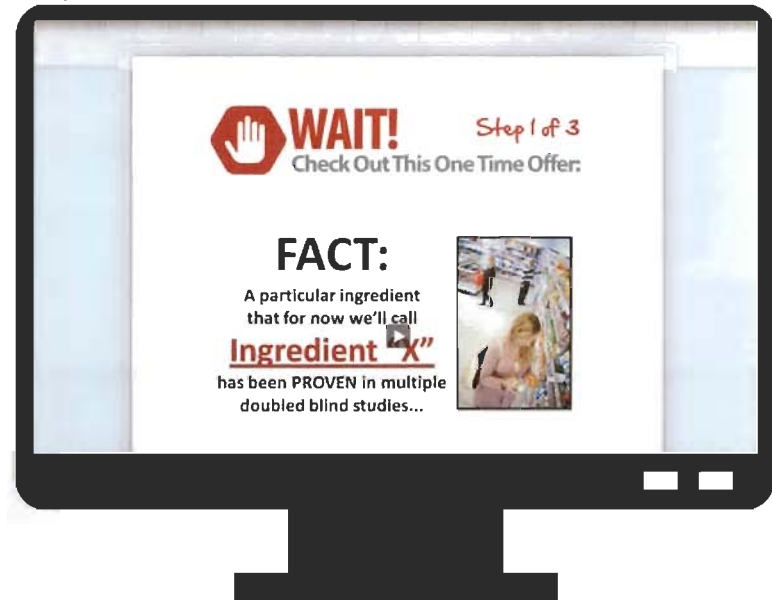 WAIT!
Step 1 of 3
Check Out This One Time Offer:
FACT:
A particular ingredient
that for now we'll call
Ingredient "X"
has been PROVEN in multiple
doubled blind studies...